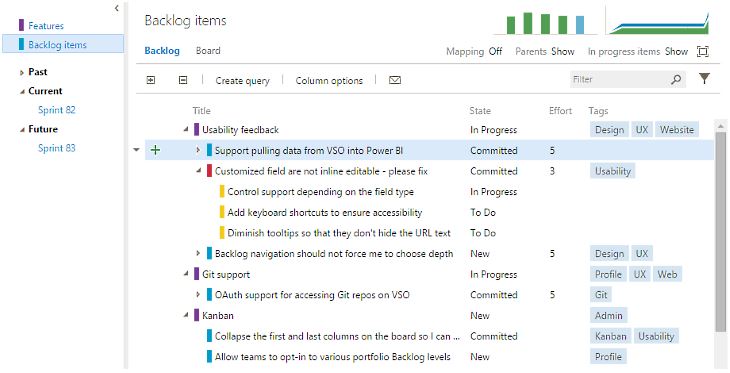 Features
Backlog items
Past
Current
Sprint 82
Future
Sprint 83
Backlog items
Backlog Board
Mapping Off Parents Show In progress items Show
Create query Column options Filter
Title State Effort Tags
Usability feedback In Progress Design UX Website
Support pulling data from VSO into Power BI Committed 5
Customized field are not inline editable - please fix Committed 3 Usability
Control support depending on the field type In Progress
Add keyboard shortcuts to ensure accessibility To Do
Diminish tooltips so that they don't hide the URL text To Do
Backlog navigation should not force me to choose depth New 5 Design UX
Git support In Progress Profile UX Web
OAuth support for accessing Git repos on VSO Committed 5 Git
Kanban New Admin
Collapse the first and last columns on the board so I can ... Committed Kanban Usability
Allow teams to opt-in to various portfolio Backlog levels New Profile